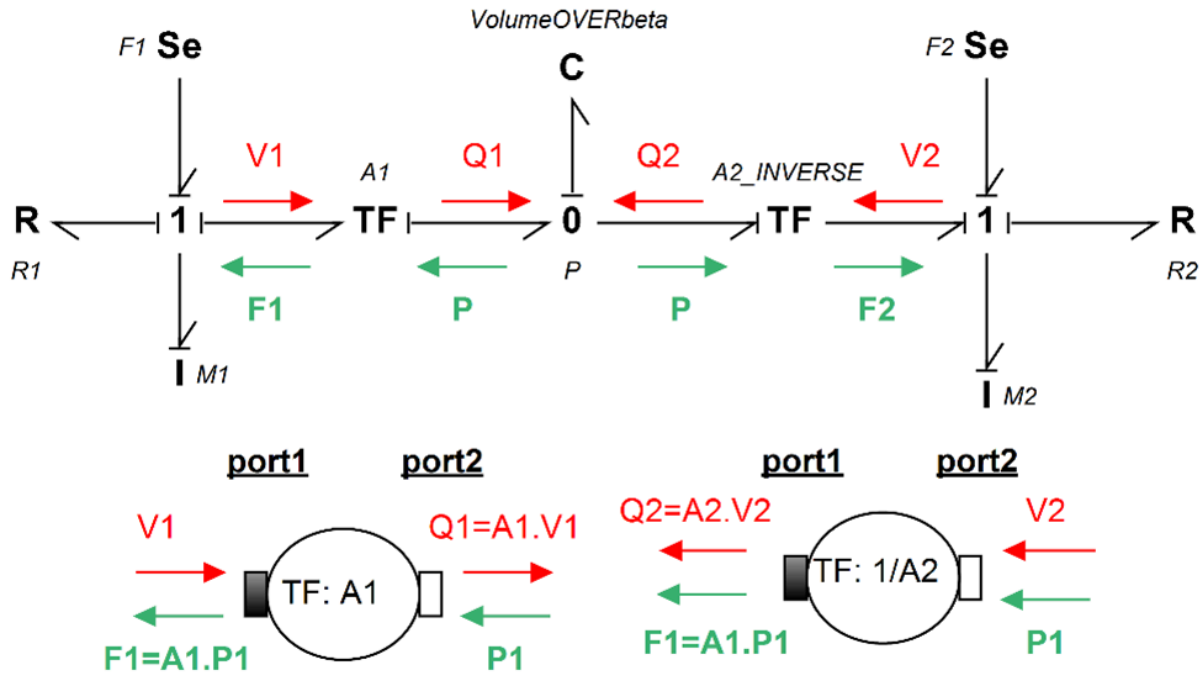 VolumeOVERbeta
F1 Se
C
F2 Se
V1
A1
Q1
Q2
A2_INVERSE
V2
R
1
TF
0
TF
1
R
R1
F1
P
P
P
F2
R2
I M1
I M2
port1
port2
port1
port2
V1
Q1=A1.V1
Q2=A2.V2
V2
TF: A1
TF: 1/A2
F1=A1.P1
P1
F1=A1.P1
P1